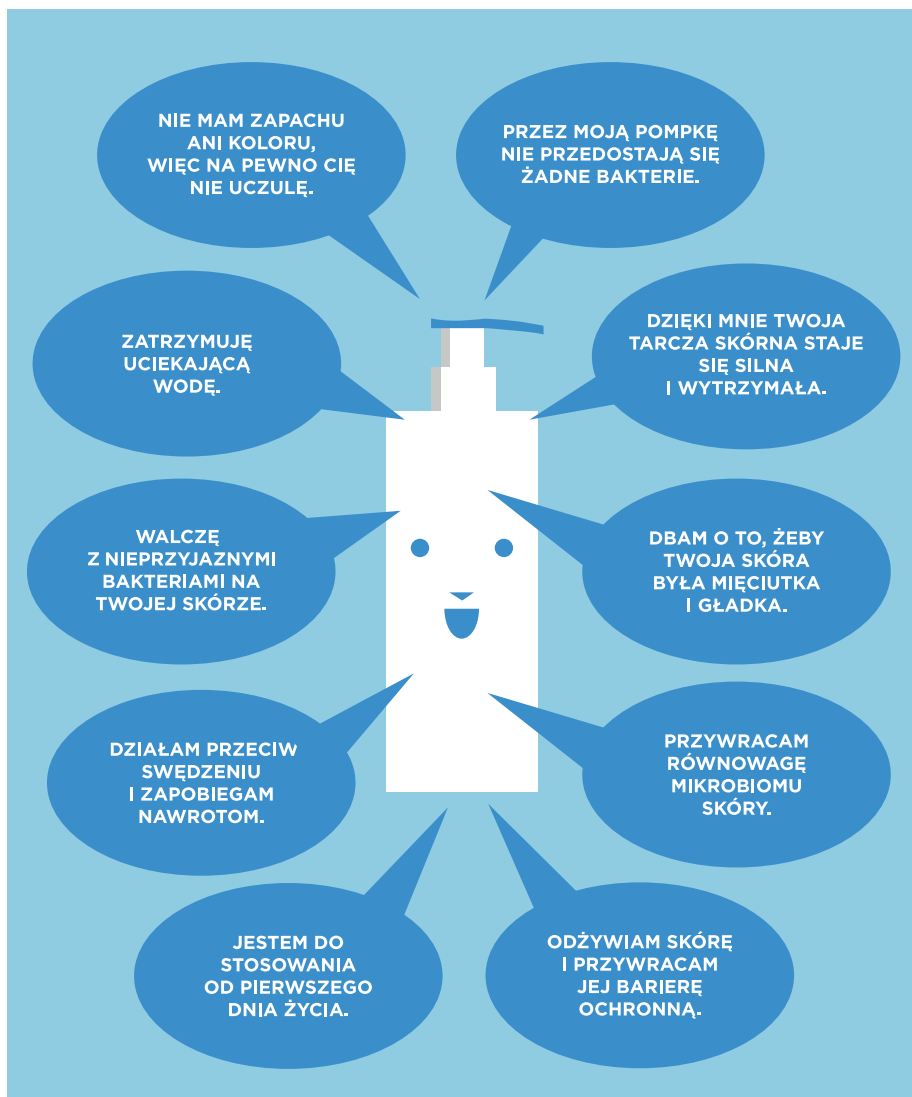 NIE MAM ZAPACHU
ANI KOLORU,
WIĘC NA PEWNO CIĘ
NIE UCZULĘ.
PRZEZ MOJĄ POMPKĘ
NIE PRZEDOSTAJĄ SIĘ
ŻADNE BAKTERIE.
ZATRZYMUJĘ
UCIEKAJĄCĄ
WODĘ.
DZIĘKI MNIE TWOJA
TARCZA SKÓRNA STAJE
SIĘ SILNA
I WYTRZYMAŁA.
WALCZĘ
Z NIEPRZYJAZNYMI
BAKTERIAMI NA
TWOJEJ SKÓRZE.
DBAM O TO, ŻEBY
TWOJA SKÓRA
BYŁA MIĘCIUTKA
I GŁADKA.
DZIAŁAM PRZECIW
SWĘDZENIU
I ZAPOBIEGAM
NAWROTOM.
PRZYWRACAM
RÓWNOWAGĘ
MIKROBIOMU
SKÓRY.
JESTEM DO
STOSOWANIA
OD PIERWSZEGO
DNIA ŻYCIA.
ODŻYWIAM SKÓRĘ
I PRZYWRACAM
JEJ BARIERĘ
OCHRONNĄ.